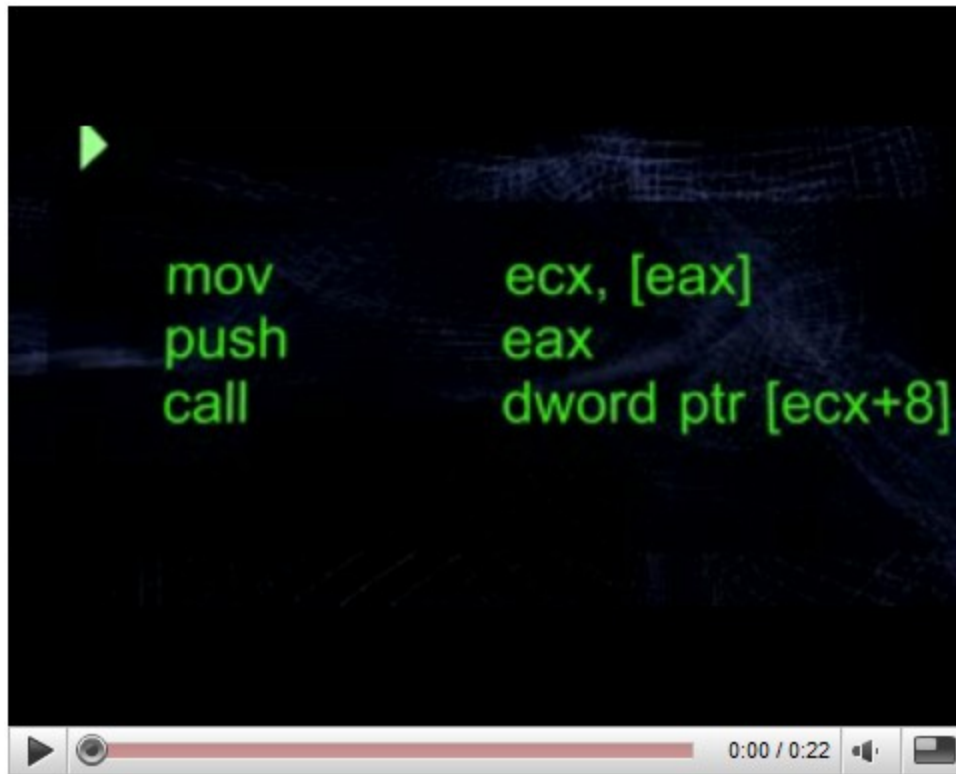 mov ecx, [eax]
push eax
call dword ptr [ecx+8]
0:00 / 0:22